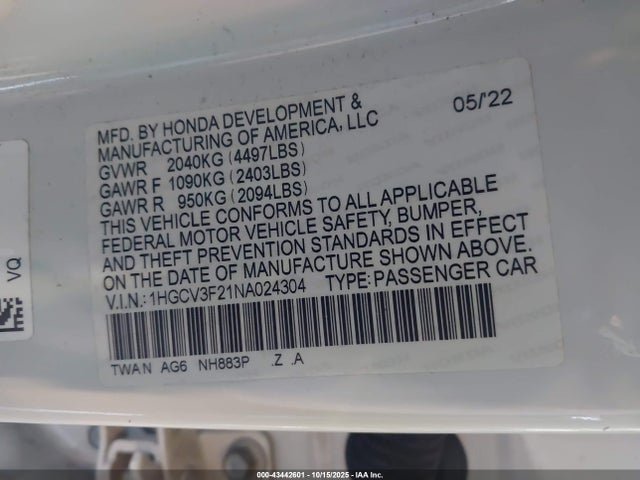 MFD. BY HONDA DEVELOPMENT & 05/'22
MANUFACTURING OF AMERICA, LLC
GVWR 2040KG (4497LBS)
GAWR F 1090KG (2403LBS)
GAWR R 950KG (2094LBS)
THIS VEHICLE CONFORMS TO ALL APPLICABLE
FEDERAL MOTOR VEHICLE SAFETY, BUMPER,
AND THEFT PREVENTION STANDARDS IN EFFECT
ON THE DATE OF MANUFACTURE SHOWN ABOVE.
V.I.N.: 1HGCV3F21NA024304 TYPE: PASSENGER CAR
TWA N AG6 NH883P .Z .A
VQ
000-43442601 - 10/15/2025 - IAA Inc.